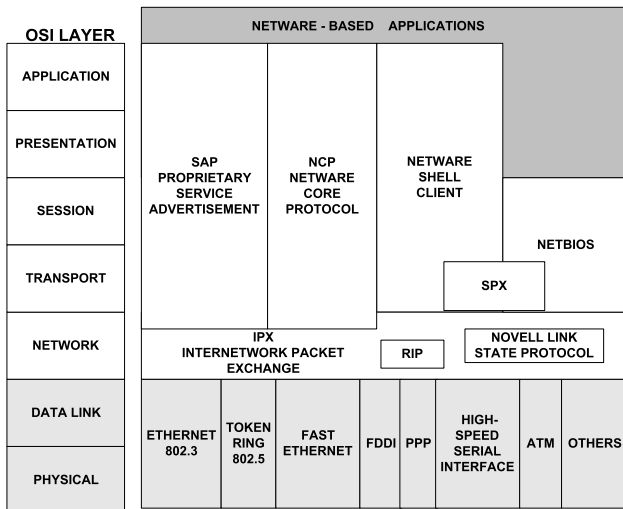 NETWARE - BASED APPLICATIONS
OSI LAYER
APPLICATION
PRESENTATION
SESSION
TRANSPORT
NETWORK
DATA LINK
PHYSICAL
SAP
PROPRIETARY
SERVICE
ADVERTISEMENT
NCP
NETWARE
CORE
PROTOCOL
NETWARE
SHELL
CLIENT
NETBIOS
SPX
IPX
INTERNETWORK PACKET
EXCHANGE
RIP
NOVELL LINK
STATE PROTOCOL
ETHERNET
802.3
TOKEN
RING
802.5
FAST
ETHERNET
FDDI
PPP
HIGH-
SPEED
SERIAL
INTERFACE
ATM
OTHERS